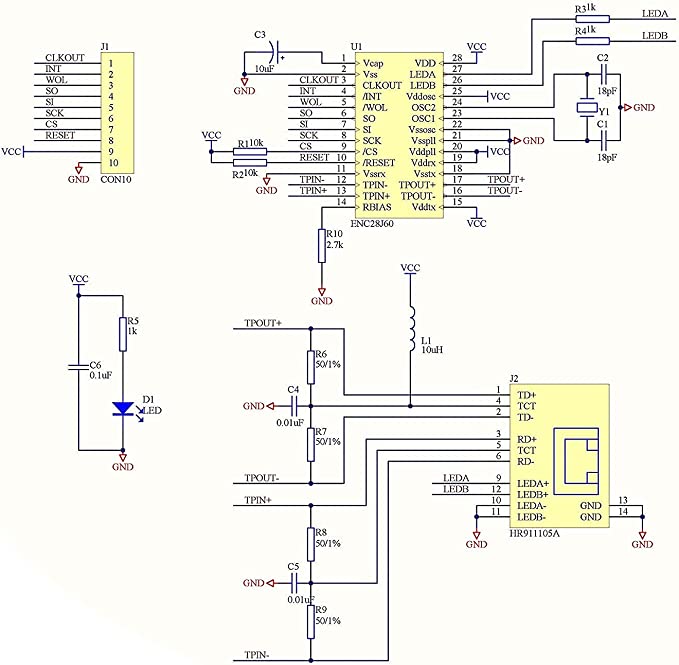 J1
CLKOUT 1
INT 2
WOL 3
SO 4
SI 5
SCK 6
CS 7
RESET 8
VCC 9
10
GND
CON10
C3
10uF
GND
U1
1 Vcap
2 Vss
CLKOUT 3 CLKOUT
INT 4 /INT
WOL 5 /WOL
SO 6 SO
SI 7 SI
SCK 8 SCK
CS 9 /CS
RESET 10 /RESET
11 Vssrx
TPIN- 12 TPIN-
TPIN+ 13 TPIN+
14 RBIAS
VCC
R1 10k
R2 10k
GND
VDD 28 VCC
LEDA 27
LEDB 26
Vddosc 25 VCC
OSC2 24
OSC1 23
Vssosc 22
Vsspll 21 GND
Vddpll 20 VCC
Vddrx 19
Vsstx 18
TPOUT+ 17 TPOUT+
TPOUT- 16 TPOUT-
Vddtx 15 VCC
ENC28J60
R3 1k LEDA
R4 1k LEDB
C2
18pF
Y1
GND
C1
18pF
R10
2.7k
GND
VCC
R5
1k
C6
0.1uF
D1
LED
GND
VCC
L1
10uH
TPOUT+
R6
50/1%
C4
GND
0.01uF
R7
50/1%
TPOUT-
TPIN+
R8
50/1%
C5
GND
0.01uF
R9
50/1%
TPIN-
J2
1 TD+
4 TCT
2 TD-
3 RD+
5 TCT
6 RD-
LEDA 9 LEDA+
LEDB 12 LEDB+
10 LEDA- GND 13
11 LEDB- GND 14
HR911105A
GND
GND